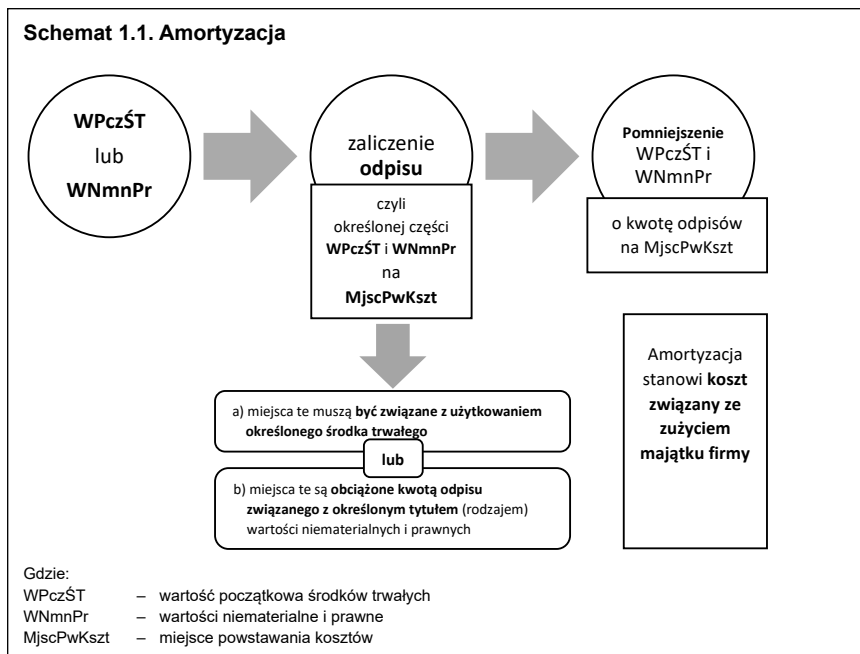 Schemat 1.1. Amortyzacja
WPczŚT
lub
WNmnPr
zaliczenie
odpisu
czyli
określonej części
WPczŚT i WNmnPr
na
MjscPwKszt
Pomniejszenie
WPczŚT i
WNmnPr
o kwotę odpisów
na MjscPwKszt
a) miejsca te muszą być związane z użytkowaniem
określonego środka trwałego
lub
b) miejsca te są obciążone kwotą odpisu
związanego z określonym tytułem (rodzajem)
wartości niematerialnych i prawnych
Amortyzacja
stanowi koszt
związany ze
zużyciem
majątku firmy
Gdzie:
WPczŚT – wartość początkowa środków trwałych
WNmnPr – wartości niematerialne i prawne
MjscPwKszt – miejsce powstawania kosztów